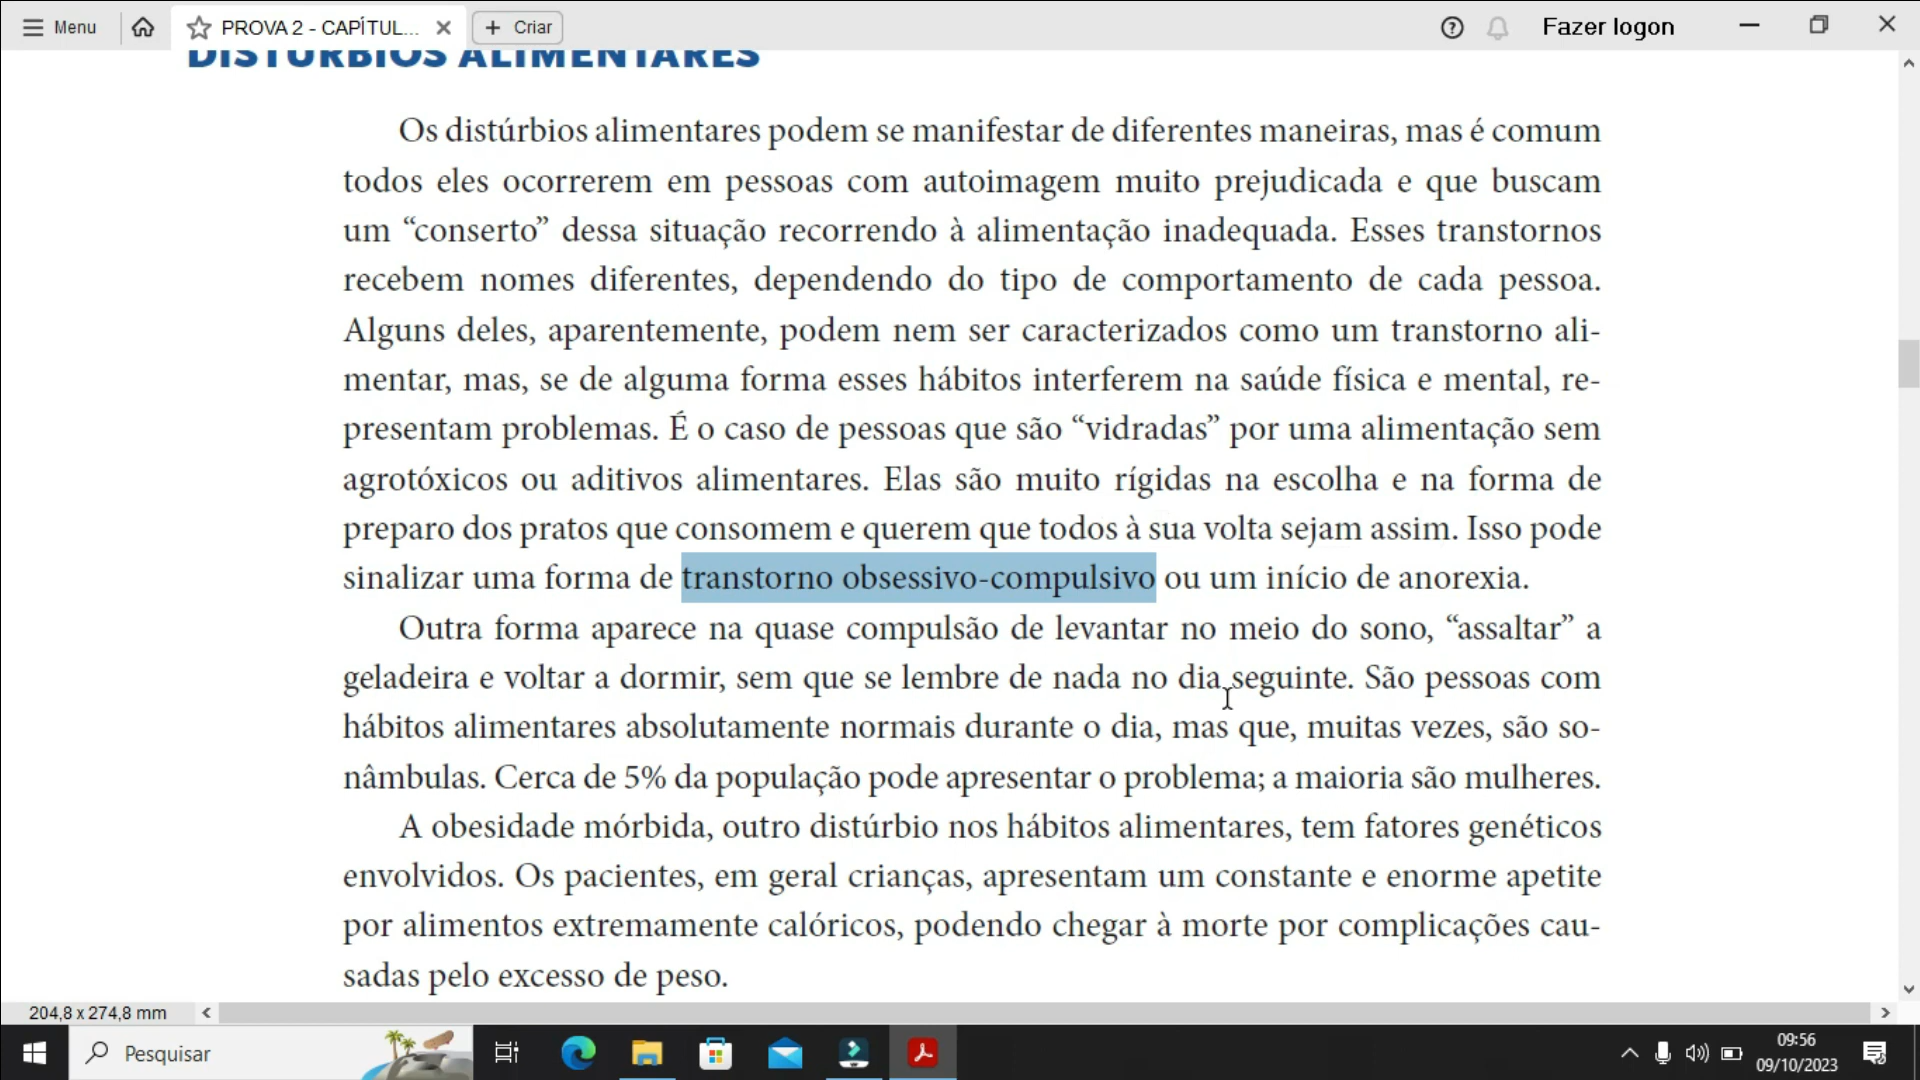 Menu
PROVA 2 - CAPÍTUL...
Criar
Fazer logon
DISTÚRBIOS ALIMENTARES
Os distúrbios alimentares podem se manifestar de diferentes maneiras, mas é comum
todos eles ocorrerem em pessoas com autoimagem muito prejudicada e que buscam
um “conserto” dessa situação recorrendo à alimentação inadequada. Esses transtornos
recebem nomes diferentes, dependendo do tipo de comportamento de cada pessoa.
Alguns deles, aparentemente, podem nem ser caracterizados como um transtorno ali-
mentar, mas, se de alguma forma esses hábitos interferem na saúde física e mental, re-
presentam problemas. É o caso de pessoas que são “vidradas” por uma alimentação sem
agrotóxicos ou aditivos alimentares. Elas são muito rígidas na escolha e na forma de
preparo dos pratos que consomem e querem que todos à sua volta sejam assim. Isso pode
sinalizar uma forma de transtorno obsessivo-compulsivo ou um início de anorexia.
Outra forma aparece na quase compulsão de levantar no meio do sono, “assaltar” a
geladeira e voltar a dormir, sem que se lembre de nada no dia seguinte. São pessoas com
hábitos alimentares absolutamente normais durante o dia, mas que, muitas vezes, são so-
nâmbulas. Cerca de 5% da população pode apresentar o problema; a maioria são mulheres.
A obesidade mórbida, outro distúrbio nos hábitos alimentares, tem fatores genéticos
envolvidos. Os pacientes, em geral crianças, apresentam um constante e enorme apetite
por alimentos extremamente calóricos, podendo chegar à morte por complicações cau-
sadas pelo excesso de peso.
204,8 x 274,8 mm
Pesquisar
09:56
09/10/2023